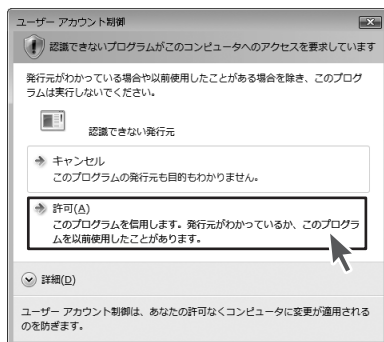 ユーザー アカウント制御
認識できないプログラムがこのコンピュータへのアクセスを要求しています
発行元がわかっている場合や以前使用したことがある場合を除き、このプログ
ラムは実行しないでください。
認識できない発行元
キャンセル
このプログラムの発行元も目的もわかりません。
許可(A)
このプログラムを信用します。発行元がわかっているか、このプログラ
ムを以前使用したことがあります。
詳細(D)
ユーザー アカウント制御は、あなたの許可なくコンピュータに変更が適用される
のを防ぎます。